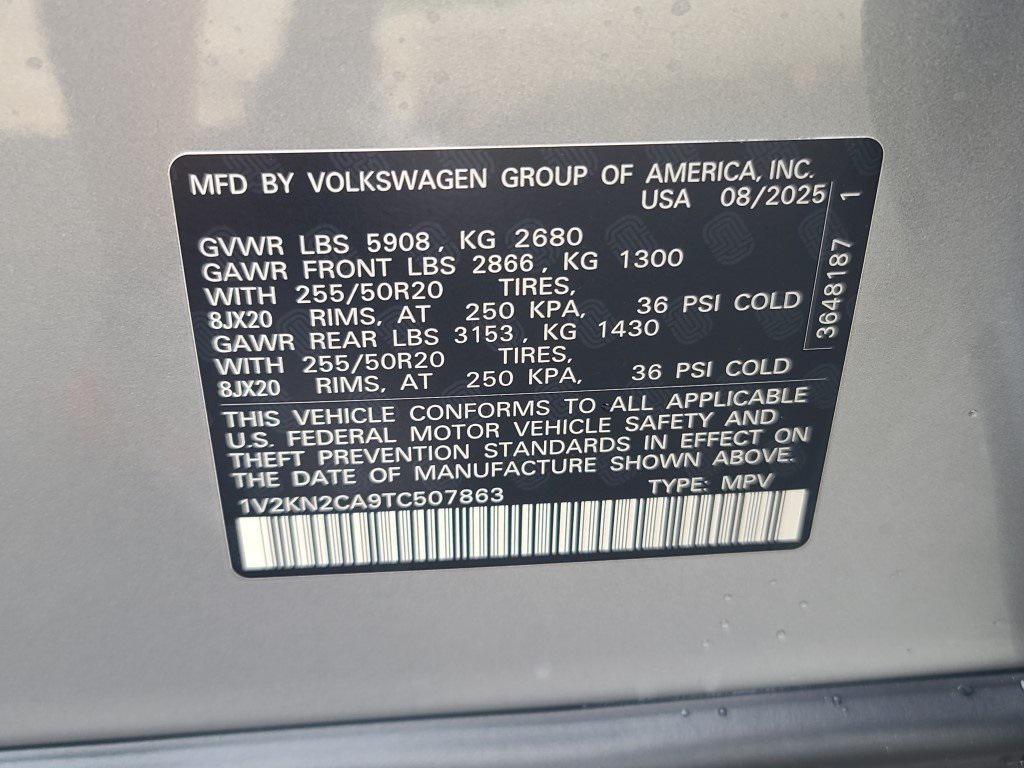 MFD BY VOLKSWAGEN GROUP OF AMERICA, INC.
USA 08/2025
GVWR LBS 5908, KG 2680
GAWR FRONT LBS 2866, KG 1300
WITH 255/50R20 TIRES,
8JX20 RIMS, AT 250 KPA, 36 PSI COLD
GAWR REAR LBS 3153, KG 1430
WITH 255/50R20 TIRES,
8JX20 RIMS, AT 250 KPA, 36 PSI COLD
THIS VEHICLE CONFORMS TO ALL APPLICABLE
U.S. FEDERAL MOTOR VEHICLE SAFETY AND
THEFT PREVENTION STANDARDS IN EFFECT ON
THE DATE OF MANUFACTURE SHOWN ABOVE.
1V2KN2CA9TC507863 TYPE: MPV
3648187 1